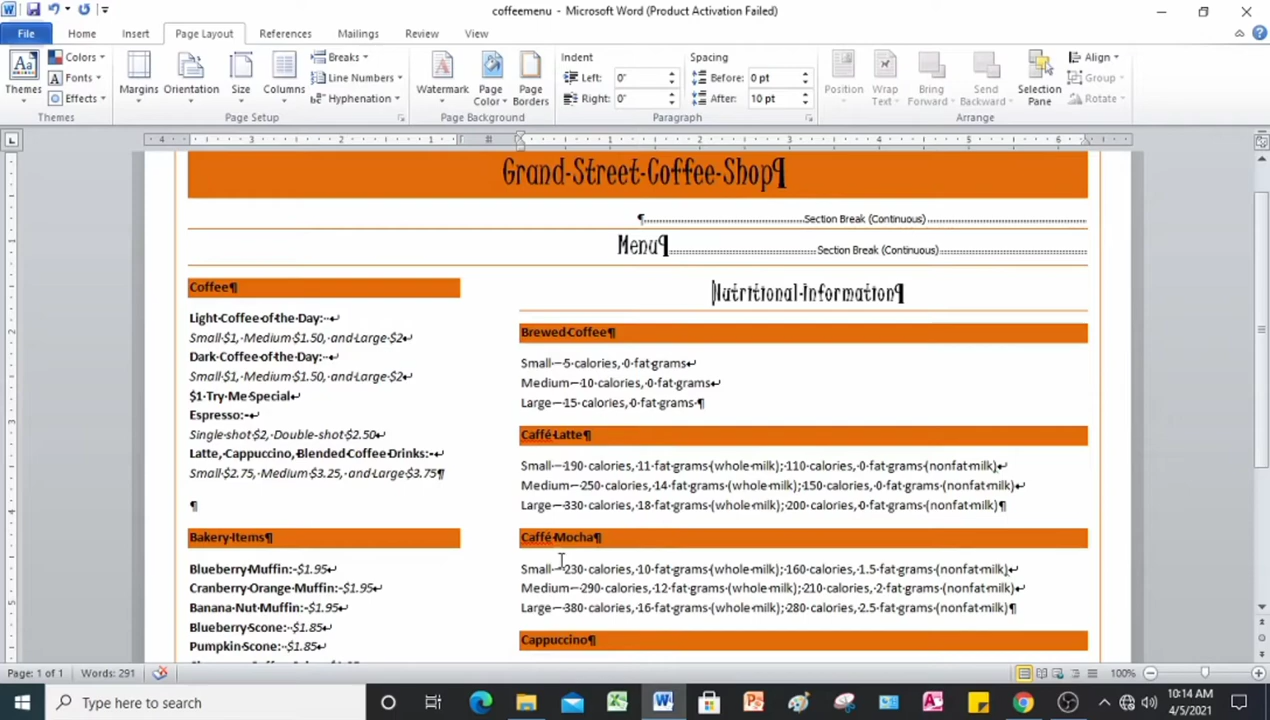 coffeemenu - Microsoft Word (Product Activation Failed)
File Home Insert Page Layout References Mailings Review View
Themes
Colors
Fonts
Effects
Themes
Margins
Orientation
Size
Columns
Breaks
Line Numbers
Hyphenation
Page Setup
Watermark
Page Color
Page Borders
Page Background
Indent
Left: 0"
Right: 0"
Spacing
Before: 0 pt
After: 10 pt
Paragraph
Position
Wrap Text
Bring Forward
Send Backward
Selection Pane
Align
Group
Rotate
Arrange
4 3 2 1 1 2 3 4 5 6
Grand·Street·Coffee·Shop¶
¶ Section Break (Continuous)
Menu¶ Section Break (Continuous)
Coffee¶
Light·Coffee·of·the·Day:··↵
Small·$1,·Medium·$1.50,·and·Large·$2↵
Dark·Coffee·of·the·Day:··↵
Small·$1,·Medium·$1.50,·and·Large·$2↵
$1·Try·Me·Special↵
Espresso:·↵
Single-shot·$2,·Double-shot·$2.50↵
Latte,·Cappuccino,·Blended·Coffee·Drinks:·↵
Small·$2.75,·Medium·$3.25,·and·Large·$3.75¶
¶
Bakery·Items¶
Blueberry·Muffin:·$1.95↵
Cranberry·Orange·Muffin:·$1.95↵
Banana·Nut·Muffin:·$1.95↵
Blueberry·Scone:··$1.85↵
Pumpkin·Scone:··$1.85↵
Nutritional·Information¶
Brewed·Coffee¶
Small·–·5·calories,·0·fat·grams↵
Medium·–·10·calories,·0·fat·grams↵
Large·–·15·calories,·0·fat·grams·¶
Caffé·Latte¶
Small·–·190·calories,·11·fat·grams·(whole·milk);·110·calories,·0·fat·grams·(nonfat·milk)↵
Medium·–·250·calories,·14·fat·grams·(whole·milk);·150·calories,·0·fat·grams·(nonfat·milk)↵
Large·–·330·calories,·18·fat·grams·(whole·milk);·200·calories,·0·fat·grams·(nonfat·milk)¶
Caffé·Mocha¶
Small·–·230·calories,·10·fat·grams·(whole·milk);·160·calories,·1.5·fat·grams·(nonfat·milk)↵
Medium·–·290·calories,·12·fat·grams·(whole·milk);·210·calories,·2·fat·grams·(nonfat·milk)↵
Large·–·380·calories,·16·fat·grams·(whole·milk);·280·calories,·2.5·fat·grams·(nonfat·milk)¶
Cappuccino¶
Page: 1 of 1 Words: 291 100%
Type here to search
10:14 AM
4/5/2021